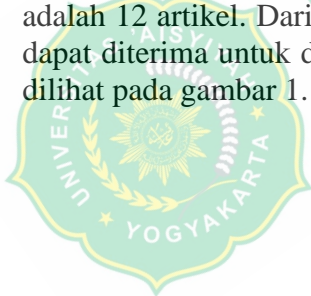 adalah 12 artikel. Dari
dapat diterima untuk d
dilihat pada gambar 1.
UNIVERSITAS 'AISYIYAH
YOGYAKARTA